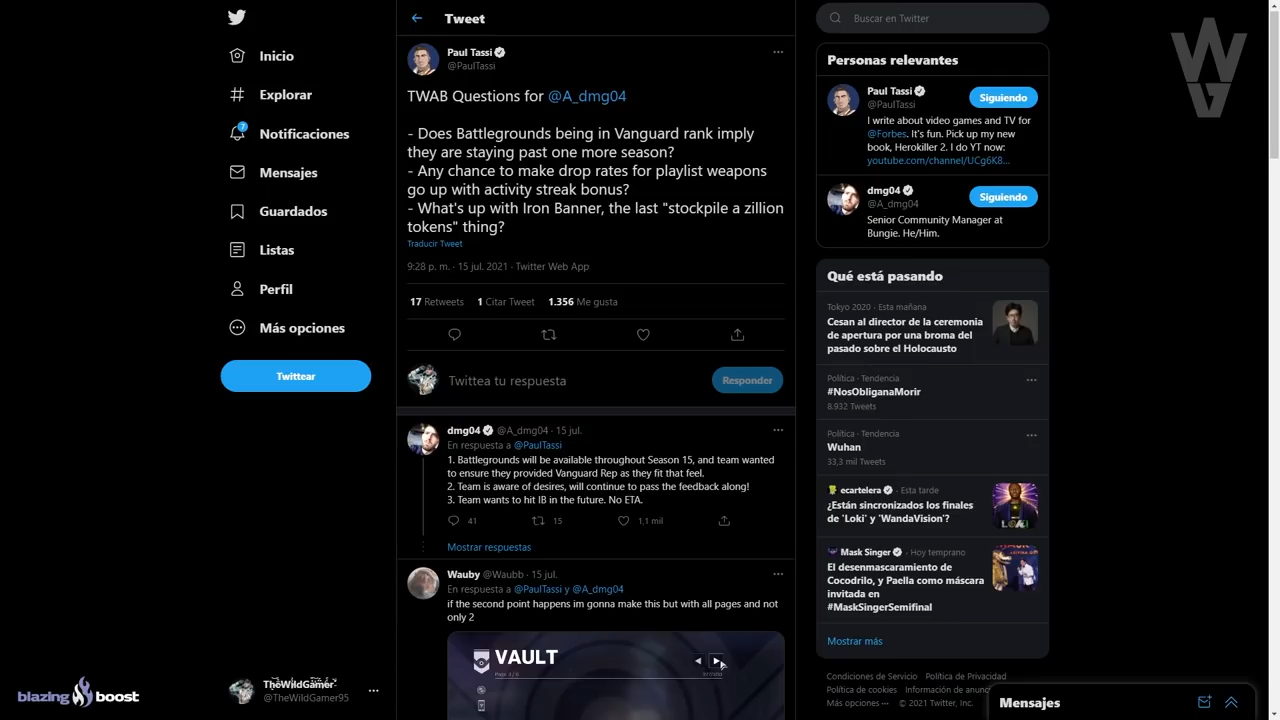 Tweet
Buscar en Twitter
Inicio
Explorar
7
Notificaciones
Mensajes
Guardados
Listas
Perfil
Más opciones
Twittear
TheWildGamer
@TheWildGamer95
blazing boost
Paul Tassi
@PaulTassi
TWAB Questions for @A_dmg04
- Does Battlegrounds being in Vanguard rank imply
they are staying past one more season?
- Any chance to make drop rates for playlist weapons
go up with activity streak bonus?
- What's up with Iron Banner, the last "stockpile a zillion
tokens" thing?
Traducir Tweet
9:28 p. m. · 15 jul. 2021 · Twitter Web App
17 Retweets 1 Citar Tweet 1.356 Me gusta
Twittea tu respuesta
Responder
dmg04 @A_dmg04 · 15 jul.
En respuesta a @PaulTassi
1. Battlegrounds will be available throughout Season 15, and team wanted
to ensure they provided Vanguard Rep as they fit that feel.
2. Team is aware of desires, will continue to pass the feedback along!
3. Team wants to hit IB in the future. No ETA.
41 15 1,1 mil
Mostrar respuestas
Wauby @Waubb · 15 jul.
En respuesta a @PaulTassi y @A_dmg04
if the second point happens im gonna make this but with all pages and not
only 2
VAULT
Personas relevantes
Paul Tassi
@PaulTassi
Siguiendo
I write about video games and TV for
@Forbes. It's fun. Pick up my new
book, Herokiller 2. I do YT now:
youtube.com/channel/UCg6K8...
dmg04
@A_dmg04
Siguiendo
Senior Community Manager at
Bungie. He/Him.
Qué está pasando
Tokyo 2020 · Esta mañana
Cesan al director de la ceremonia
de apertura por una broma del
pasado sobre el Holocausto
Política · Tendencia
#NosObliganaMorir
8.932 Tweets
Política · Tendencia
Wuhan
33,3 mil Tweets
ecartelera · Esta tarde
¿Están sincronizados los finales
de 'Loki' y 'WandaVision'?
LOKI
Mask Singer · Hoy temprano
El desenmascaramiento de
Cocodrilo, y Paella como máscara
invitada en
#MaskSingerSemifinal
Mostrar más
Condiciones de Servicio Política de Privacidad
Política de cookies Información de anunc
Más opciones © 2021 Twitter, Inc.
Mensajes